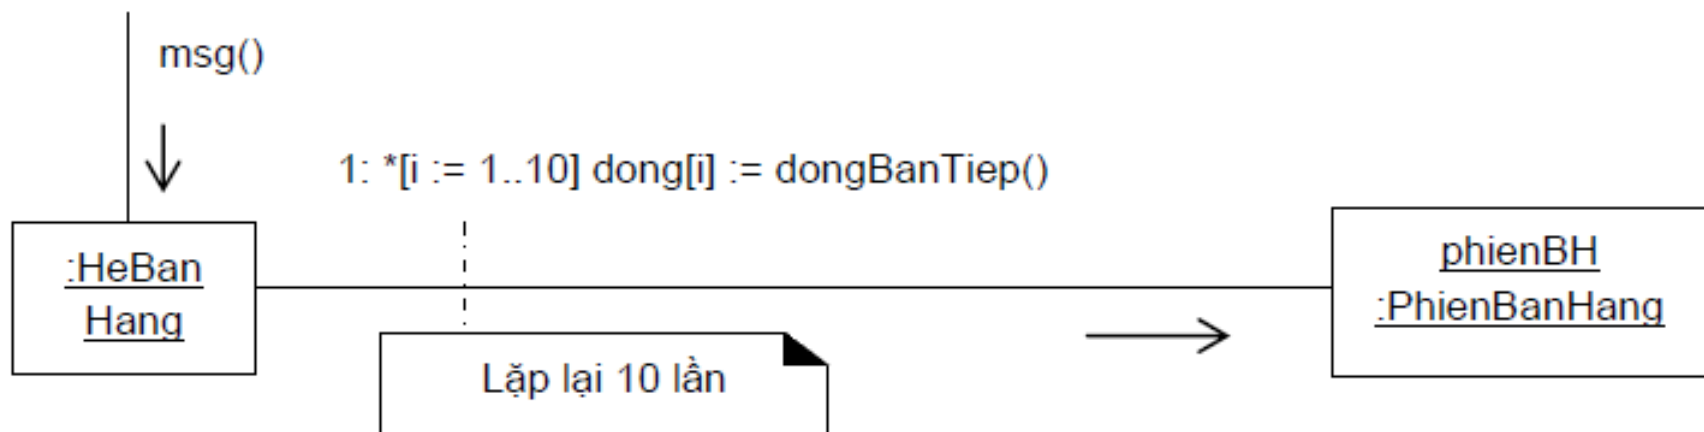 msg()
1: *[i := 1..10] dong[i] := dongBanTiep()
:HeBan
Hang
phienBH
:PhienBanHang
Lặp lại 10 lần